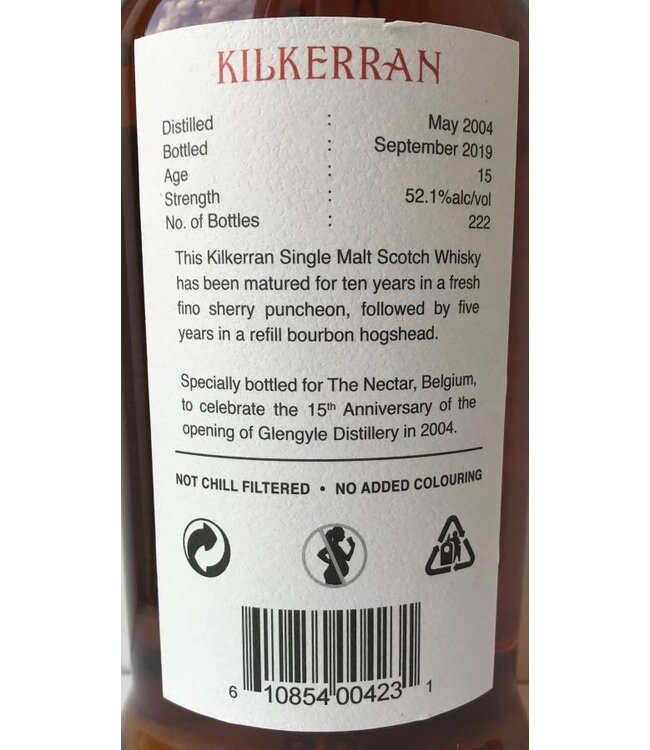 KILKERRAN
Distilled : May 2004
Bottled : September 2019
Age : 15
Strength : 52.1%alc/vol
No. of Bottles : 222
This Kilkerran Single Malt Scotch Whisky
has been matured for ten years in a fresh
fino sherry puncheon, followed by five
years in a refill bourbon hogshead.
Specially bottled for The Nectar, Belgium,
to celebrate the 15th Anniversary of the
opening of Glengyle Distillery in 2004.
NOT CHILL FILTERED • NO ADDED COLOURING
6 10854 00423 1